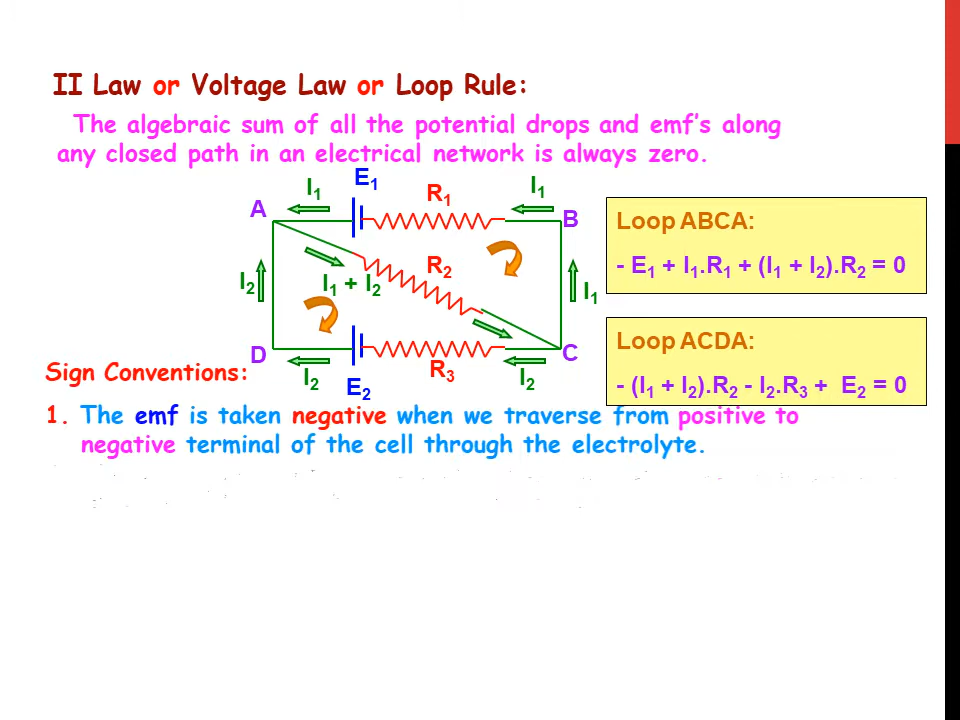 II Law or Voltage Law or Loop Rule:
The algebraic sum of all the potential drops and emf's along
any closed path in an electrical network is always zero.
I₁ E₁ R₁ I₁
A B
I₂ I₁ + I₂ R₂ I₁
D C
I₂ E₂ R₃ I₂
Loop ABCA:
- E₁ + I₁.R₁ + (I₁ + I₂).R₂ = 0
Loop ACDA:
- (I₁ + I₂).R₂ - I₂.R₃ + E₂ = 0
Sign Conventions:
1. The emf is taken negative when we traverse from positive to
negative terminal of the cell through the electrolyte.